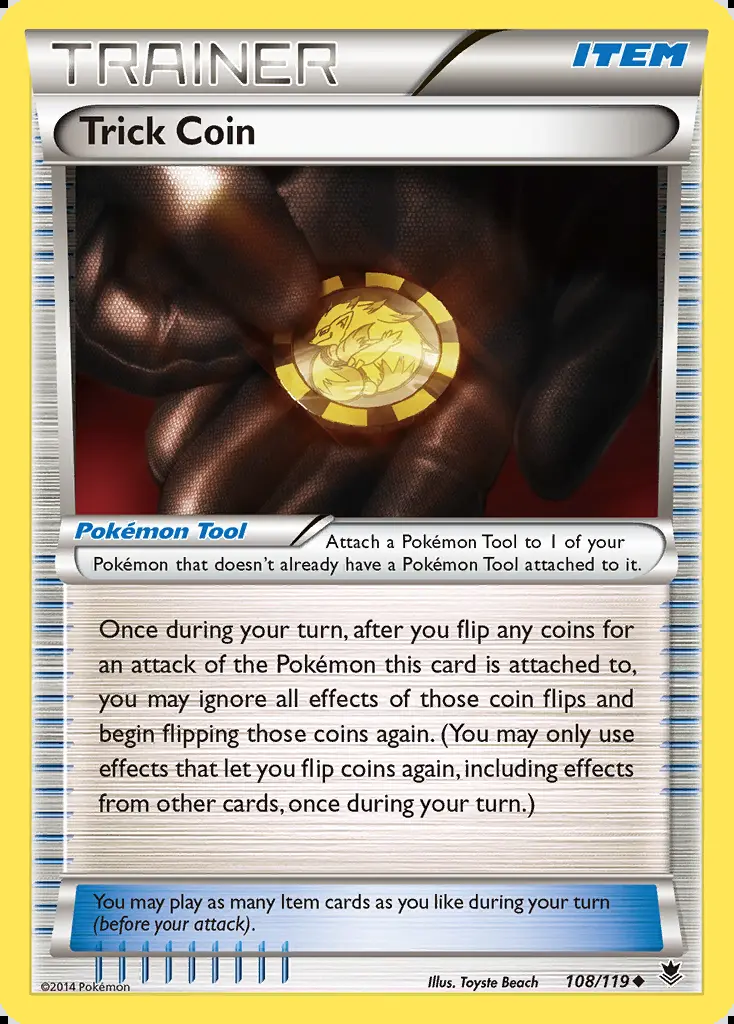 TRAINER
ITEM
Trick Coin
Pokémon Tool
Attach a Pokémon Tool to 1 of your
Pokémon that doesn't already have a Pokémon Tool attached to it.
Once during your turn, after you flip any coins for
an attack of the Pokémon this card is attached to,
you may ignore all effects of those coin flips and
begin flipping those coins again. (You may only use
effects that let you flip coins again, including effects
from other cards, once during your turn.)
You may play as many Item cards as you like during your turn
(before your attack).
©2014 Pokémon
Illus. Toyste Beach
108/119